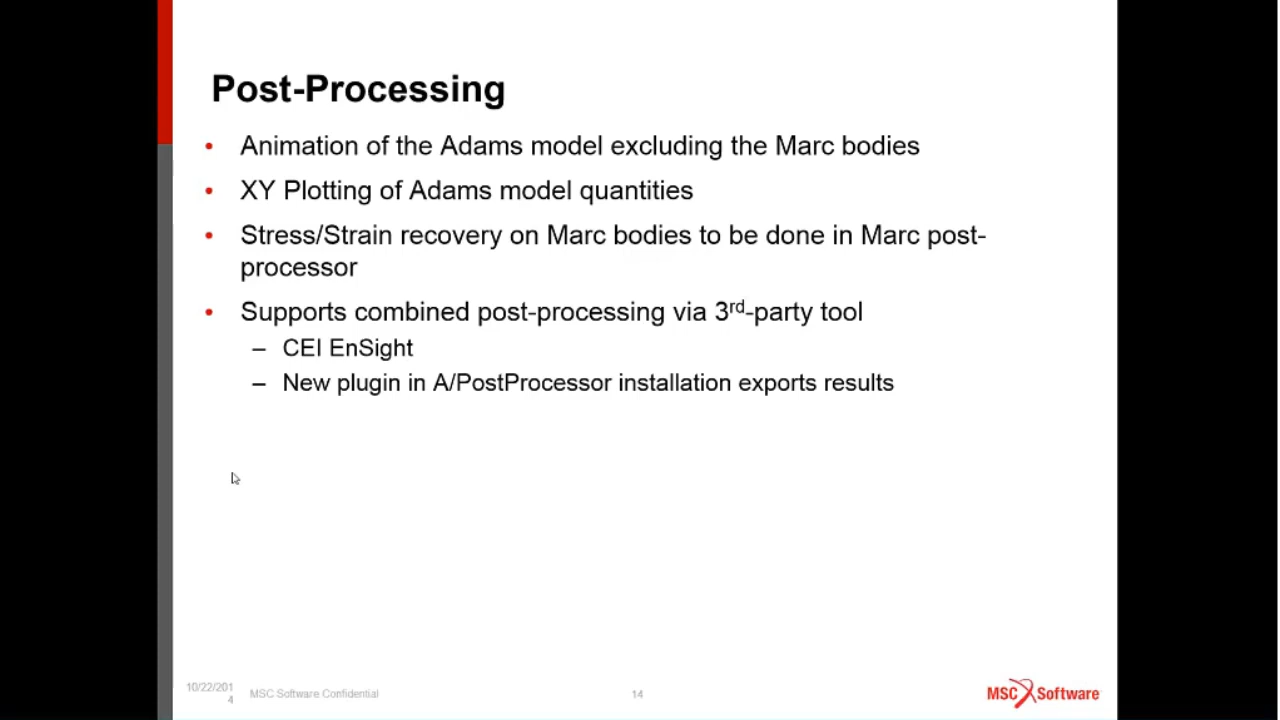 Post-Processing
• Animation of the Adams model excluding the Marc bodies
• XY Plotting of Adams model quantities
• Stress/Strain recovery on Marc bodies to be done in Marc post-
processor
• Supports combined post-processing via 3rd-party tool
– CEI EnSight
– New plugin in A/PostProcessor installation exports results
10/22/201
4
MSC Software Confidential
14
MSC Software